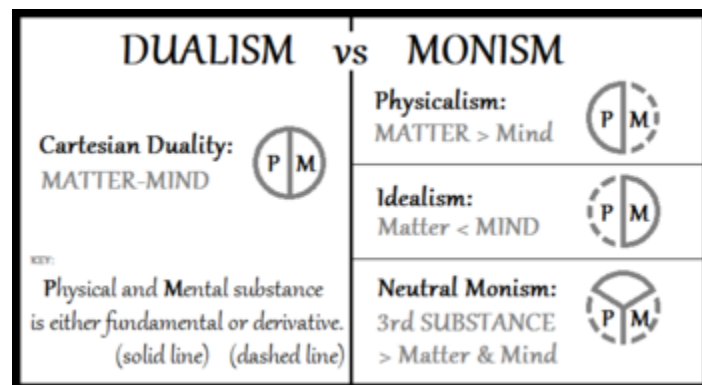 DUALISM vs MONISM
Cartesian Duality:
MATTER-MIND
P M
KEY:
Physical and Mental substance
is either fundamental or derivative.
(solid line) (dashed line)
Physicalism:
MATTER > Mind
P M
Idealism:
Matter < MIND
P M
Neutral Monism:
3rd SUBSTANCE
> Matter & Mind
P M